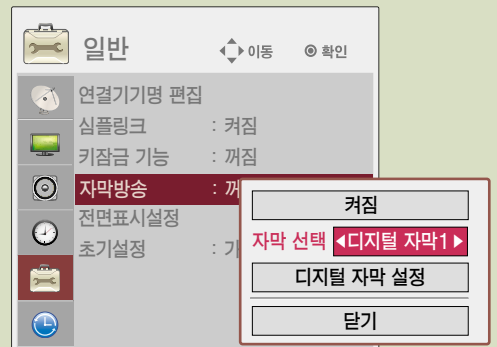 일반 이동 ◉ 확인
연결기기명 편집
심플링크 : 켜짐
키잠금 기능 : 꺼짐
자막방송 : 꺼
전면표시설정
초기설정 : 가
켜짐
자막 선택 ◀디지털 자막1▶
디지털 자막 설정
닫기